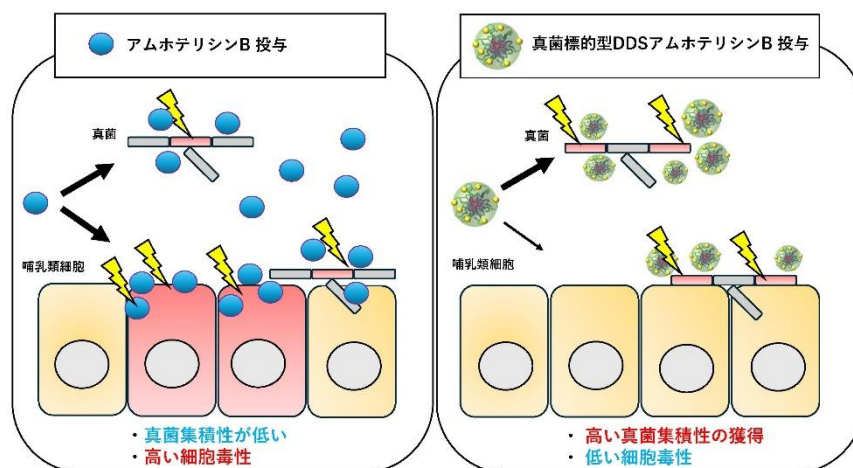 アムホテリシンB 投与
真菌
哺乳類細胞
・真菌集積性が低い
・高い細胞毒性
真菌標的型DDSアムホテリシンB 投与
真菌
哺乳類細胞
・ 高い真菌集積性の獲得
・ 低い細胞毒性